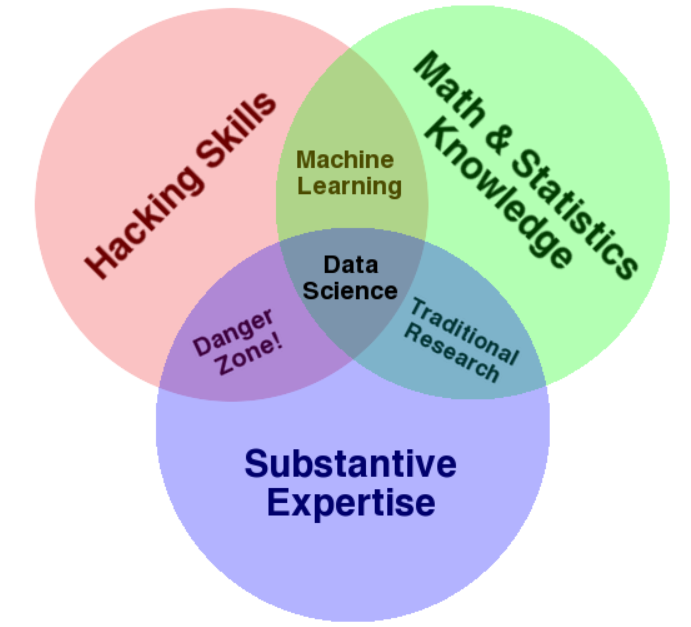 Hacking Skills
Math & Statistics
Knowledge
Machine
Learning
Data
Science
Danger
Zone!
Traditional
Research
Substantive
Expertise